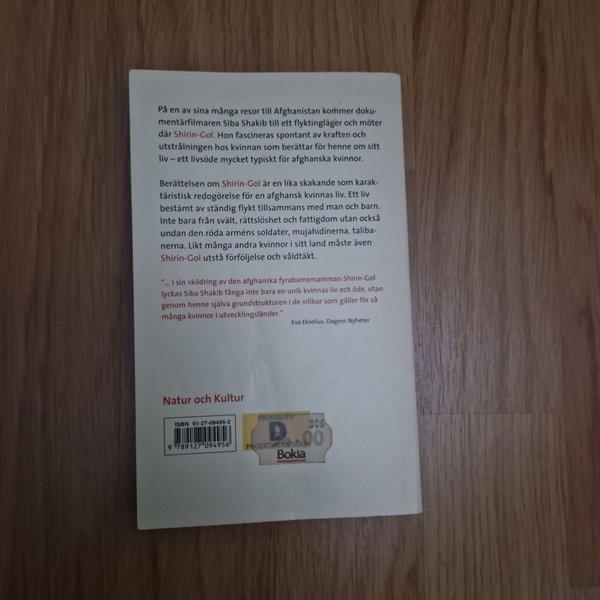 På en av sina många resor till Afghanistan kommer doku-
mentärfilmaren Siba Shakib till ett flyktingläger och möter
där Shirin-Gol. Hon fascineras spontant av kraften och
utstrålningen hos kvinnan som berättar för henne om sitt
liv – ett livsöde mycket typiskt för afghanska kvinnor.
Berättelsen om Shirin-Gol är en lika skakande som karak-
täristisk redogörelse för en afghansk kvinnas liv. Ett liv
bestämt av ständig flykt tillsammans med man och barn.
Inte bara från svält, rättslöshet och fattigdom utan också
undan den röda arméns soldater, mujahidinerna, taliba-
nerna. Likt många andra kvinnor i sitt land måste även
Shirin-Gol utstå förföljelse och våldtäkt.
"... i sin skildring av den afghanska fyrabarnsmamman Shirin-Gol
lyckas Siba Shakib fånga inte bara en unik kvinnas liv och öde, utan
genom henne själva grundstrukturen i de villkor som gäller för så
många kvinnor i utvecklingsländer."
Eva Ekselius, Dagens Nyheter
Natur och Kultur
ISBN 91-27-09495-2
9 789127 094956
306
D
00
Bokia